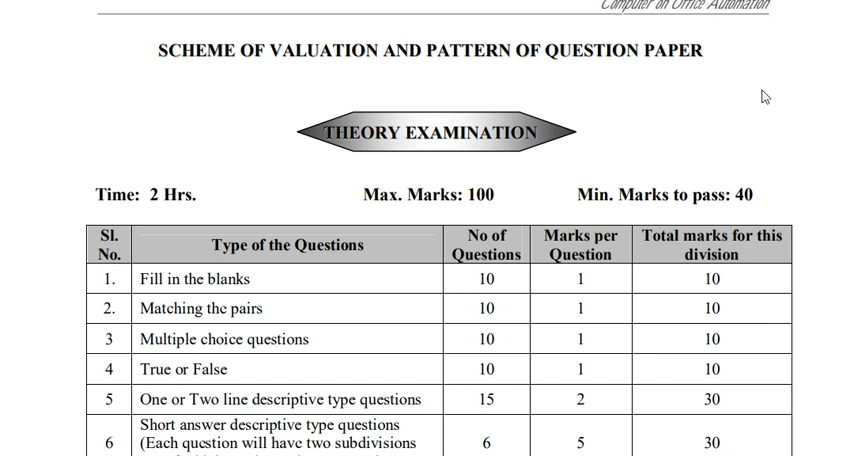 Computer on Office Automation
SCHEME OF VALUATION AND PATTERN OF QUESTION PAPER
THEORY EXAMINATION
Time: 2 Hrs. Max. Marks: 100 Min. Marks to pass: 40
Sl. No. Type of the Questions No of Questions Marks per Question Total marks for this division
1. Fill in the blanks 10 1 10
2. Matching the pairs 10 1 10
3 Multiple choice questions 10 1 10
4 True or False 10 1 10
5 One or Two line descriptive type questions 15 2 30
Short answer descriptive type questions
6 (Each question will have two subdivisions 6 5 30